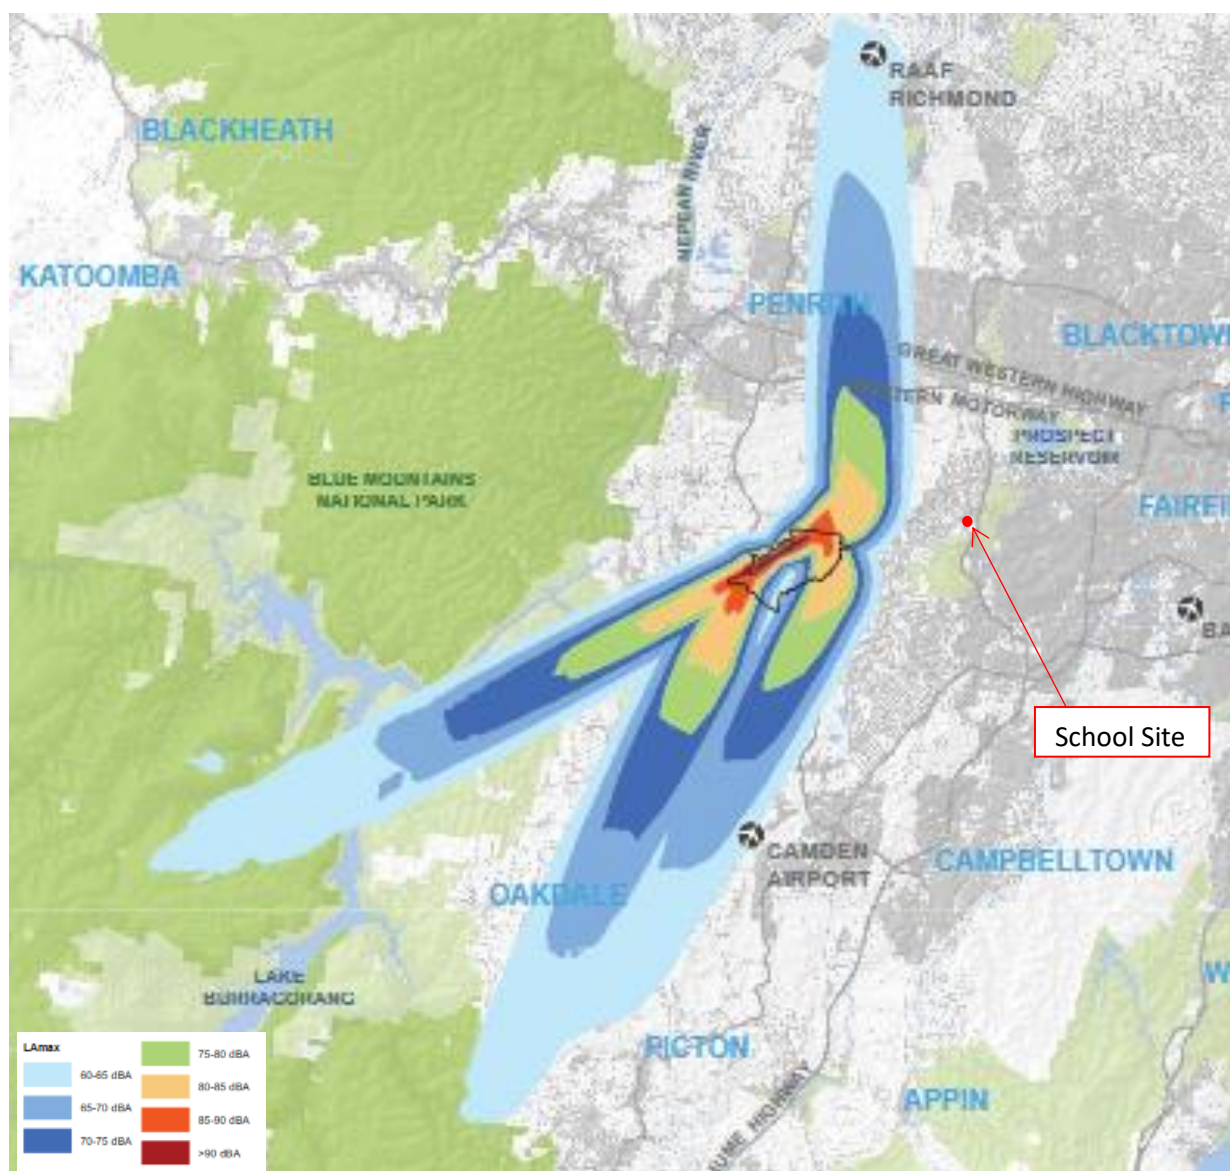 RAAF
RICHMOND
BLACKHEATH
NEPEAN RIVER
KATOOMBA
PENRITH
BLACKTOWN
GREAT WESTERN HIGHWAY
WESTERN MOTORWAY
PROSPECT
RESERVOIR
BLUE MOUNTAINS
NATIONAL PARK
FAIRFI
BA
School Site
CAMDEN
AIRPORT
CAMPBELLTOWN
OAKDALE
LAKE
BURRAGORANG
W
PICTON
HUME HIGHWAY
APPIN
LAmax
60-65 dBA
65-70 dBA
70-75 dBA
75-80 dBA
80-85 dBA
85-90 dBA
>90 dBA